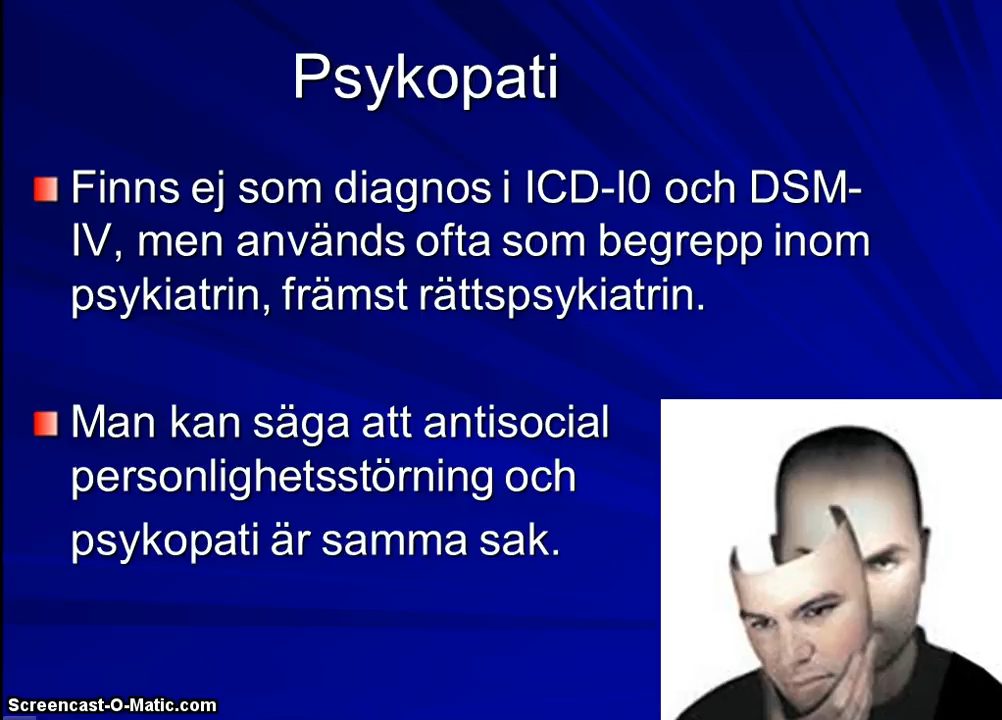 Psykopati
Finns ej som diagnos i ICD-I0 och DSM-
IV, men används ofta som begrepp inom
psykiatrin, främst rättspsykiatrin.
Man kan säga att antisocial
personlighetsstörning och
psykopati är samma sak.
Screencast-O-Matic.com